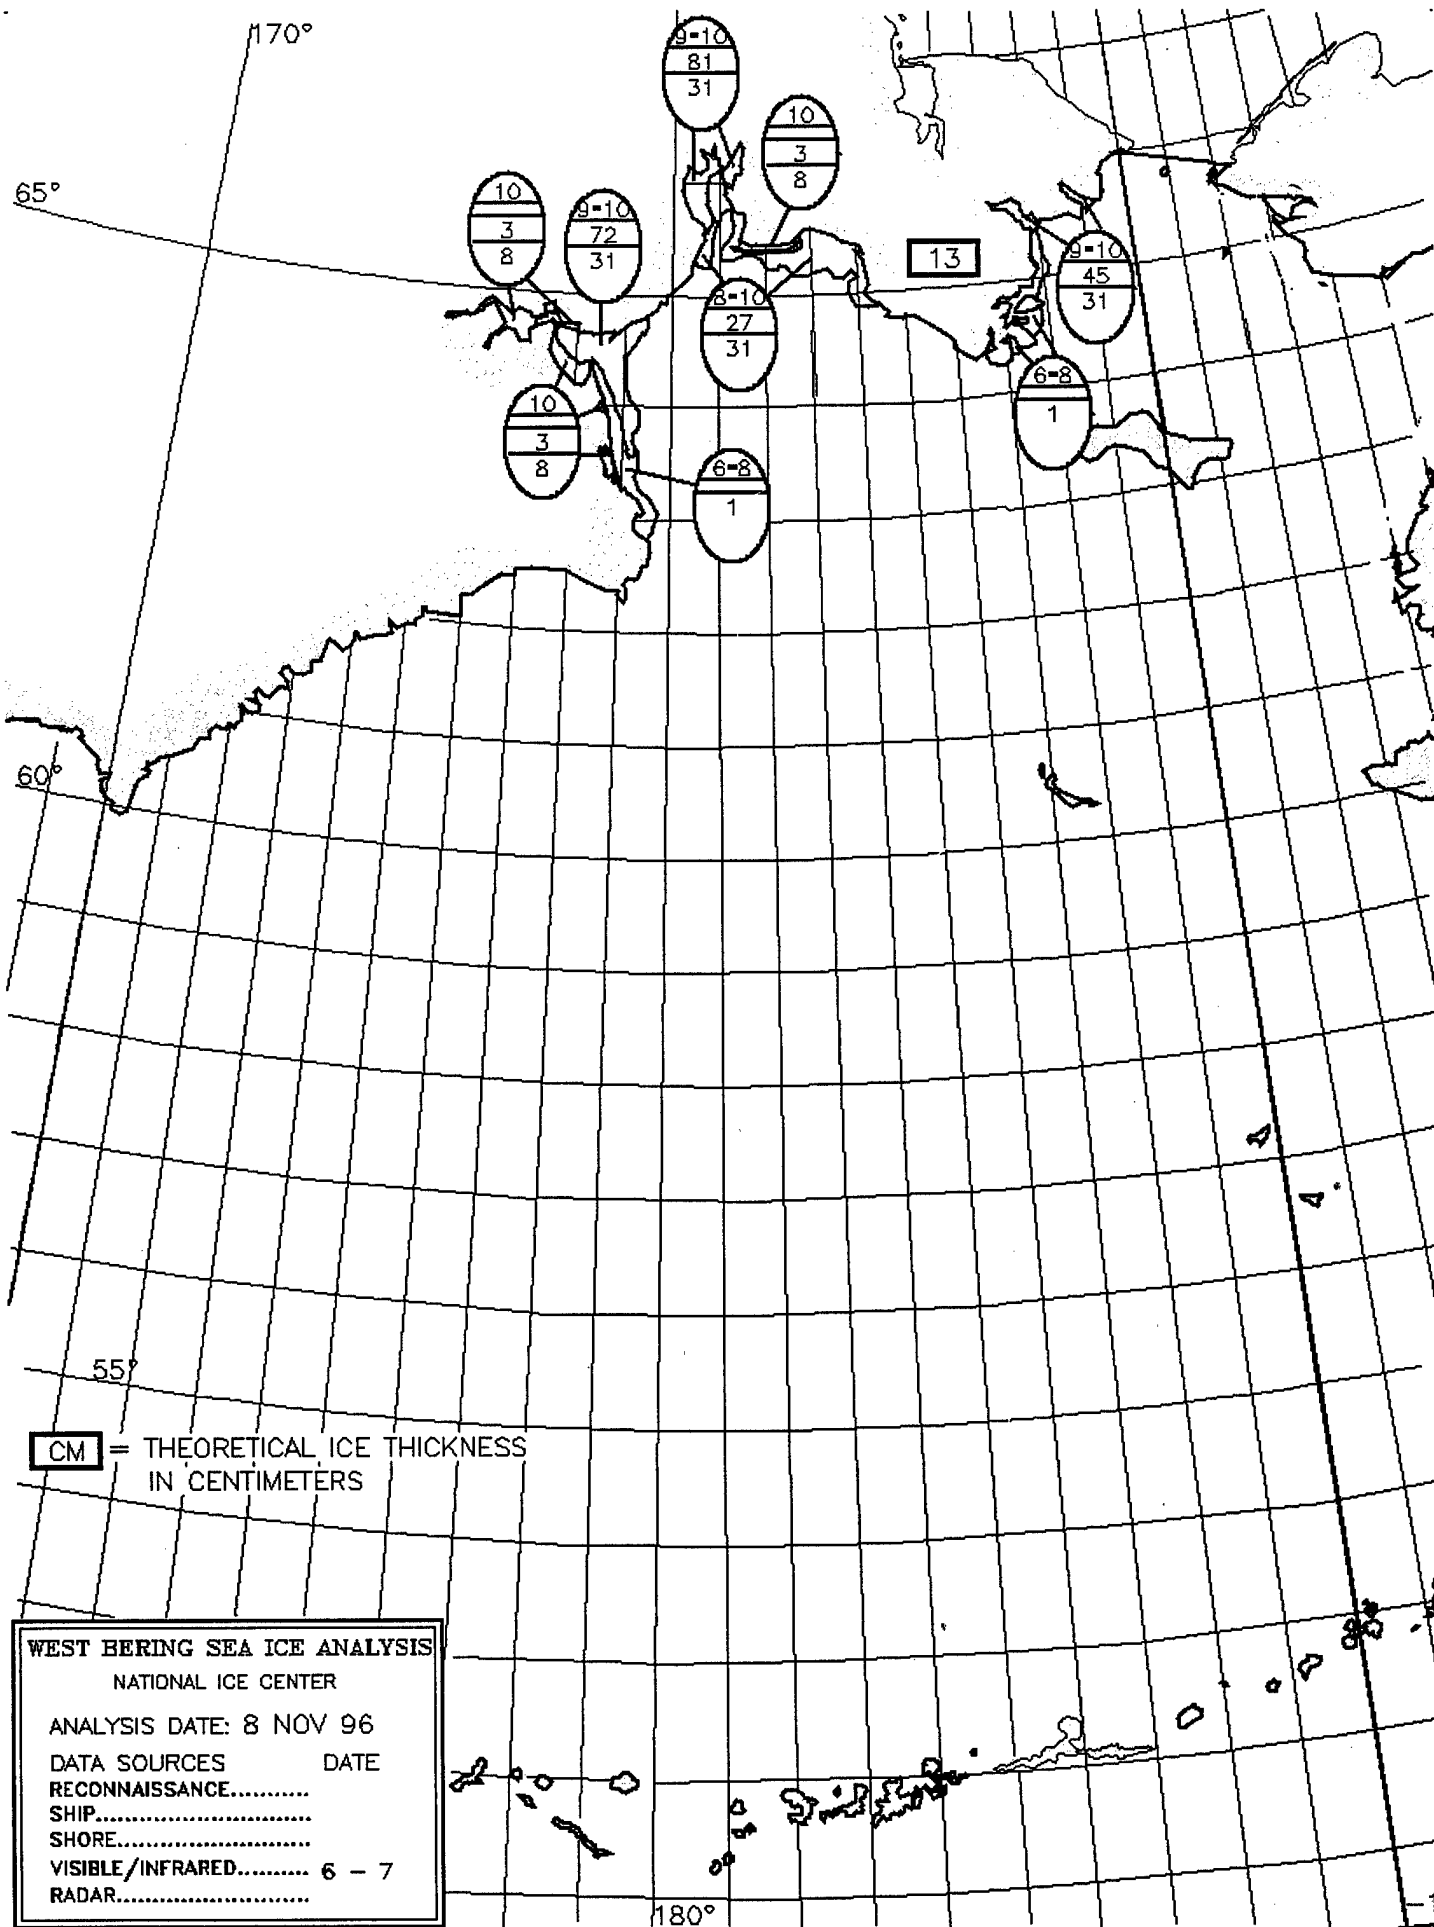 170°
9-10
81
31
10
3
8
65°
10
3
8
9-10
72
31
13
9-10
45
31
8-10
27
31
6-8
1
10
3
8
6-8
1
60°
55°
CM = THEORETICAL ICE THICKNESS
IN CENTIMETERS
WEST BERING SEA ICE ANALYSIS
NATIONAL ICE CENTER
ANALYSIS DATE: 8 NOV 96
DATA SOURCES DATE
RECONNAISSANCE..........
SHIP...........................
SHORE........................
VISIBLE/INFRARED......... 6 - 7
RADAR........................
180°